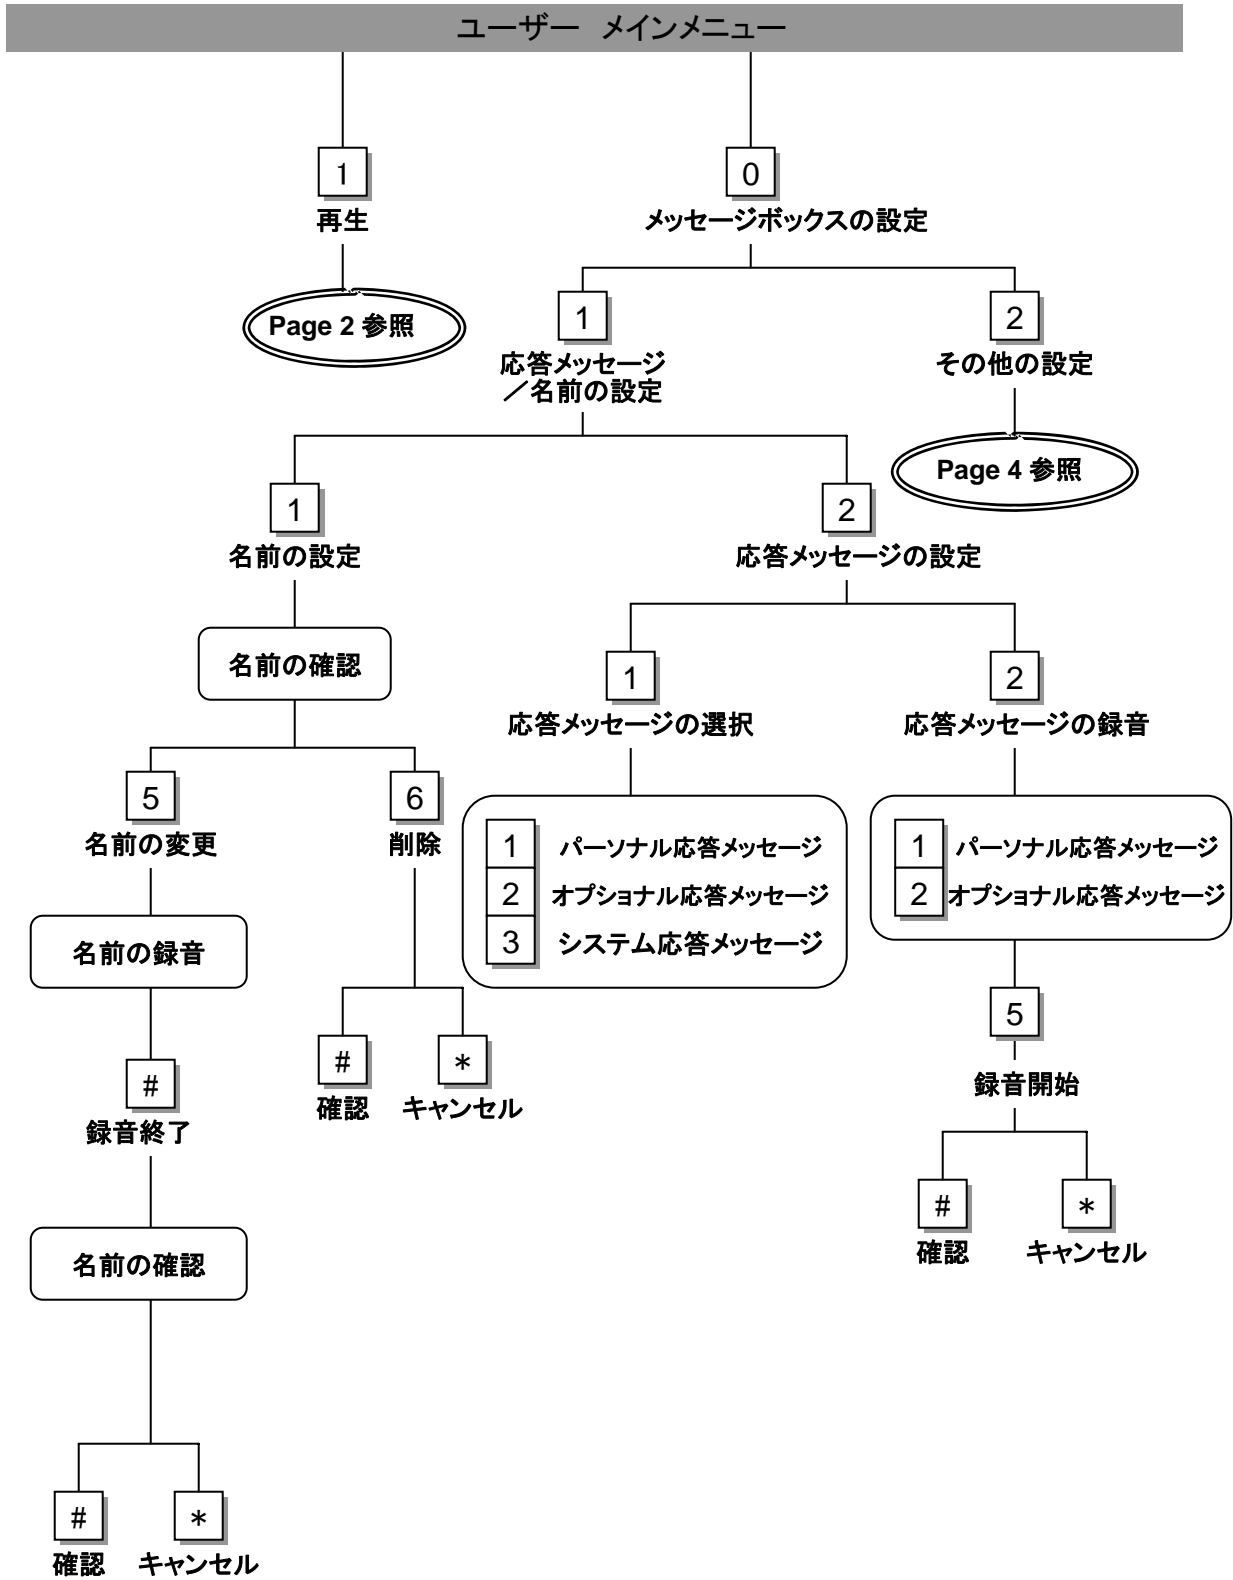 ユーザー メインメニュー
1
0
再生
メッセージボックスの設定
Page 2 参照
1
2
応答メッセージ
／名前の設定
その他の設定
Page 4 参照
1
2
名前の設定
応答メッセージの設定
名前の確認
1
2
応答メッセージの選択
応答メッセージの録音
5
6
名前の変更
削除
1 パーソナル応答メッセージ
2 オプショナル応答メッセージ
3 システム応答メッセージ
1 パーソナル応答メッセージ
2 オプショナル応答メッセージ
名前の録音
5
#
*
録音開始
#
確認
キャンセル
録音終了
#
*
名前の確認
確認
キャンセル
#
*
確認
キャンセル